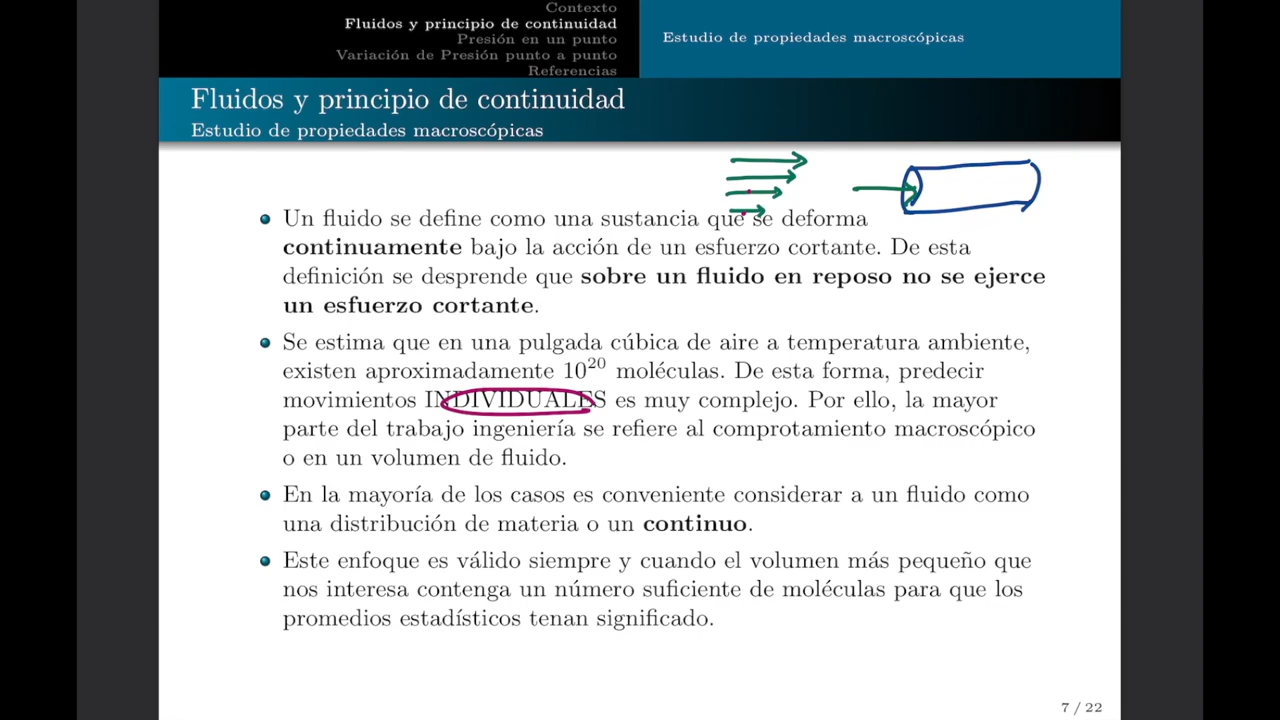 Contexto
Fluidos y principio de continuidad
Presión en un punto
Variación de Presión punto a punto
Referencias
Estudio de propiedades macroscópicas
Fluidos y principio de continuidad
Estudio de propiedades macroscópicas
Un fluido se define como una sustancia que se deforma
continuamente bajo la acción de un esfuerzo cortante. De esta
definición se desprende que sobre un fluido en reposo no se ejerce
un esfuerzo cortante.
Se estima que en una pulgada cúbica de aire a temperatura ambiente,
existen aproximadamente 10²⁰ moléculas. De esta forma, predecir
movimientos INDIVIDUALES es muy complejo. Por ello, la mayor
parte del trabajo ingeniería se refiere al comprotamiento macroscópico
o en un volumen de fluido.
En la mayoría de los casos es conveniente considerar a un fluido como
una distribución de materia o un continuo.
Este enfoque es válido siempre y cuando el volumen más pequeño que
nos interesa contenga un número suficiente de moléculas para que los
promedios estadísticos tenan significado.
7 / 22